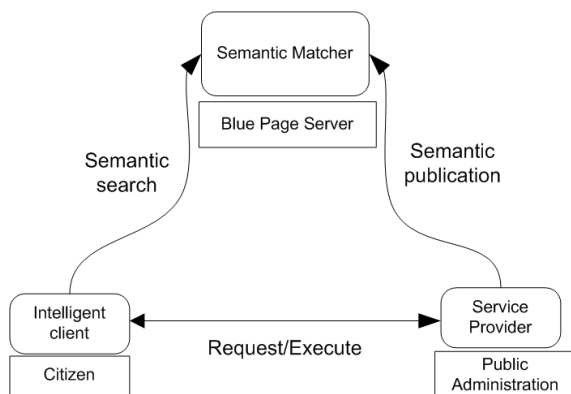 Semantic Matcher
Blue Page Server
Semantic
search
Semantic
publication
Intelligent
client
Service
Provider
Request/Execute
Citizen
Public
Administration